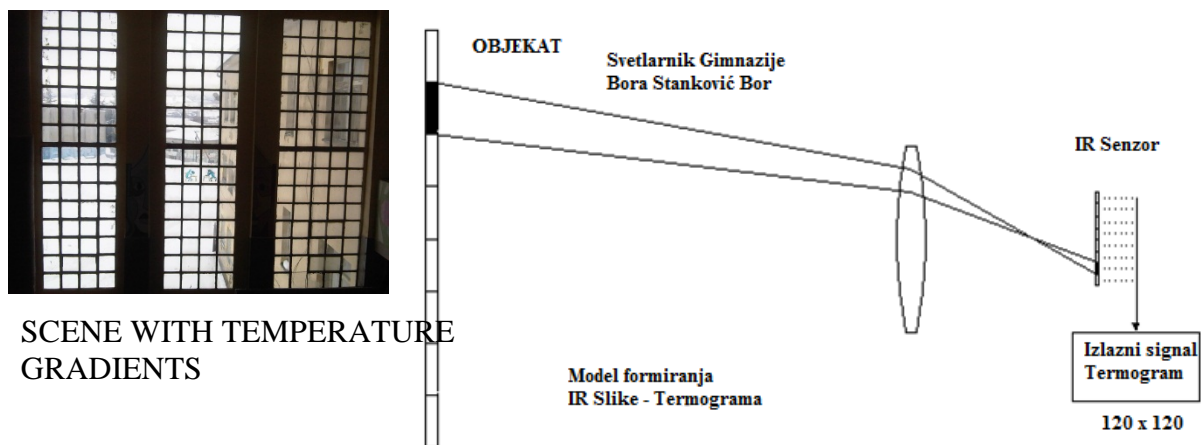 OBJEKAT
Svetlarnik Gimnazije
Bora Stanković Bor
IR Senzor
SCENE WITH TEMPERATURE
GRADIENTS
Model formiranja
IR Slike - Termograma
Izlazni signal
Termogram
120 x 120